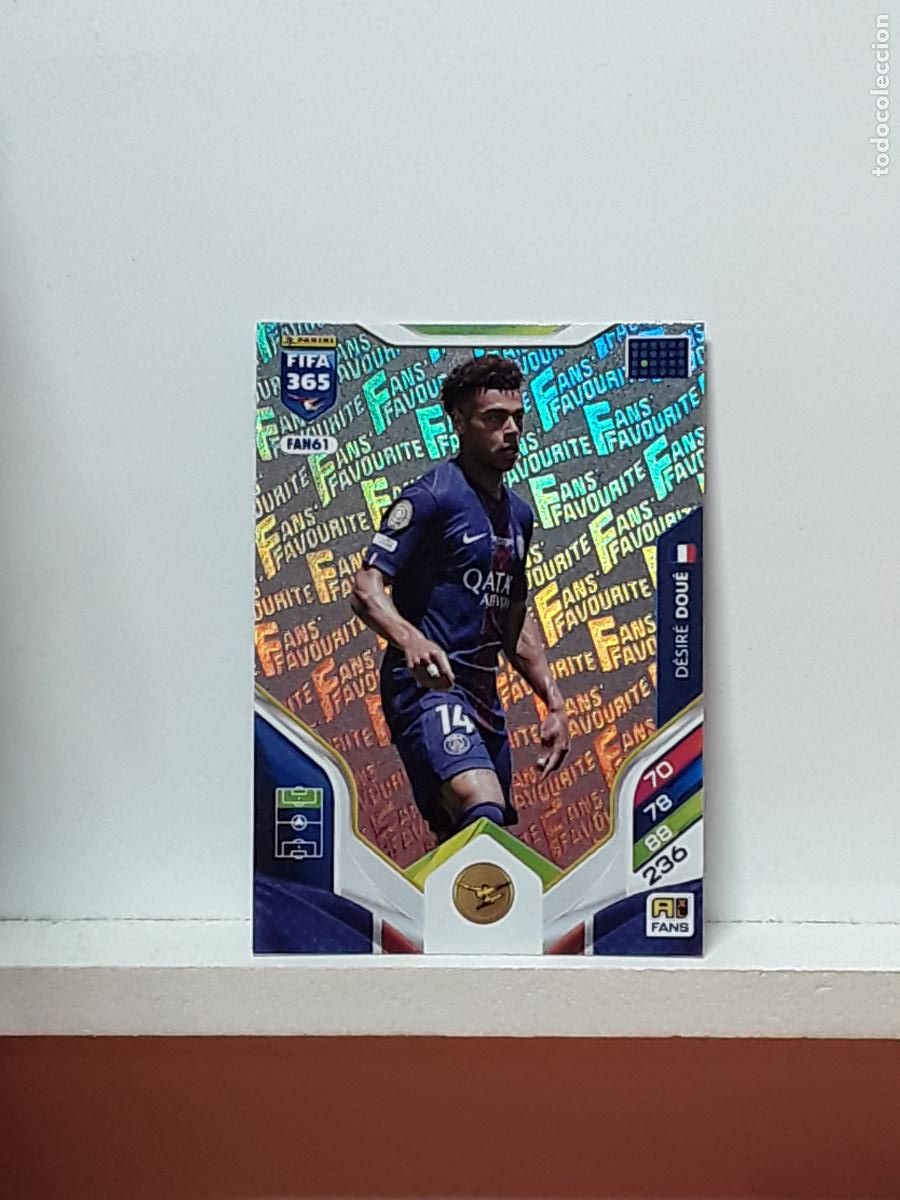 todocoleccion
PANINI
FIFA
365
FAN61
FANS'
FAVOURITE
QATAR
14
DÉSIRÉ DOUÉ
70
78
88
236
FANS